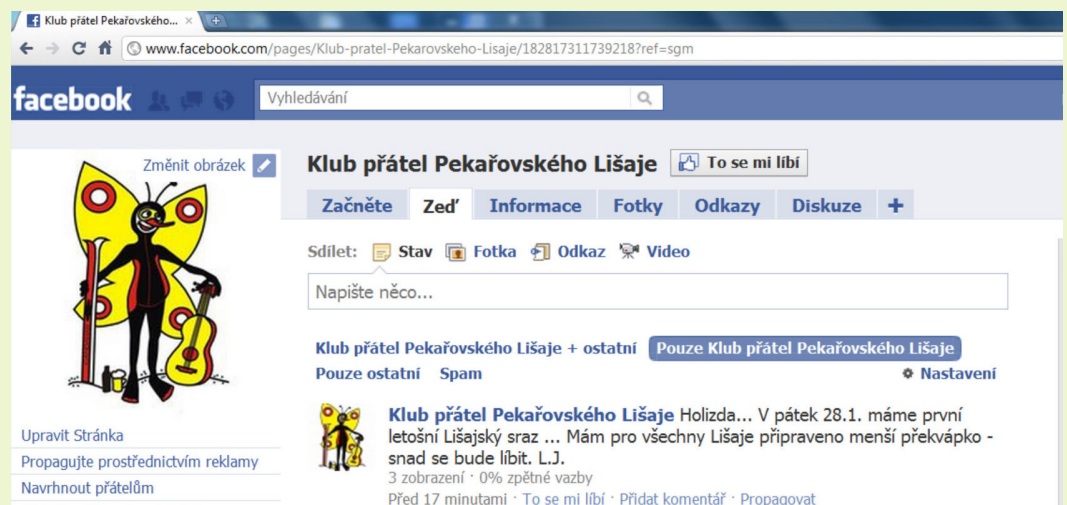 Klub přátel Pekařovského...
www.facebook.com/pages/Klub-pratel-Pekarovskeho-Lisaje/182817311739218?ref=sgm
facebook
Vyhledávání
Změnit obrázek
Klub přátel Pekařovského Lišaje To se mi líbí
Začněte Zeď Informace Fotky Odkazy Diskuze +
Sdílet: Stav Fotka Odkaz Video
Napište něco...
Klub přátel Pekařovského Lišaje + ostatní Pouze Klub přátel Pekařovského Lišaje
Pouze ostatní Spam Nastavení
Klub přátel Pekařovského Lišaje Holizda... V pátek 28.1. máme první
letošní Lišajský sraz ... Mám pro všechny Lišaje připraveno menší překvápko -
snad se bude líbit. L.J.
3 zobrazení · 0% zpětné vazby
Před 17 minutami · To se mi líbí · Přidat komentář · Propagovat
Upravit Stránka
Propagujte prostřednictvím reklamy
Navrhnout přátelům